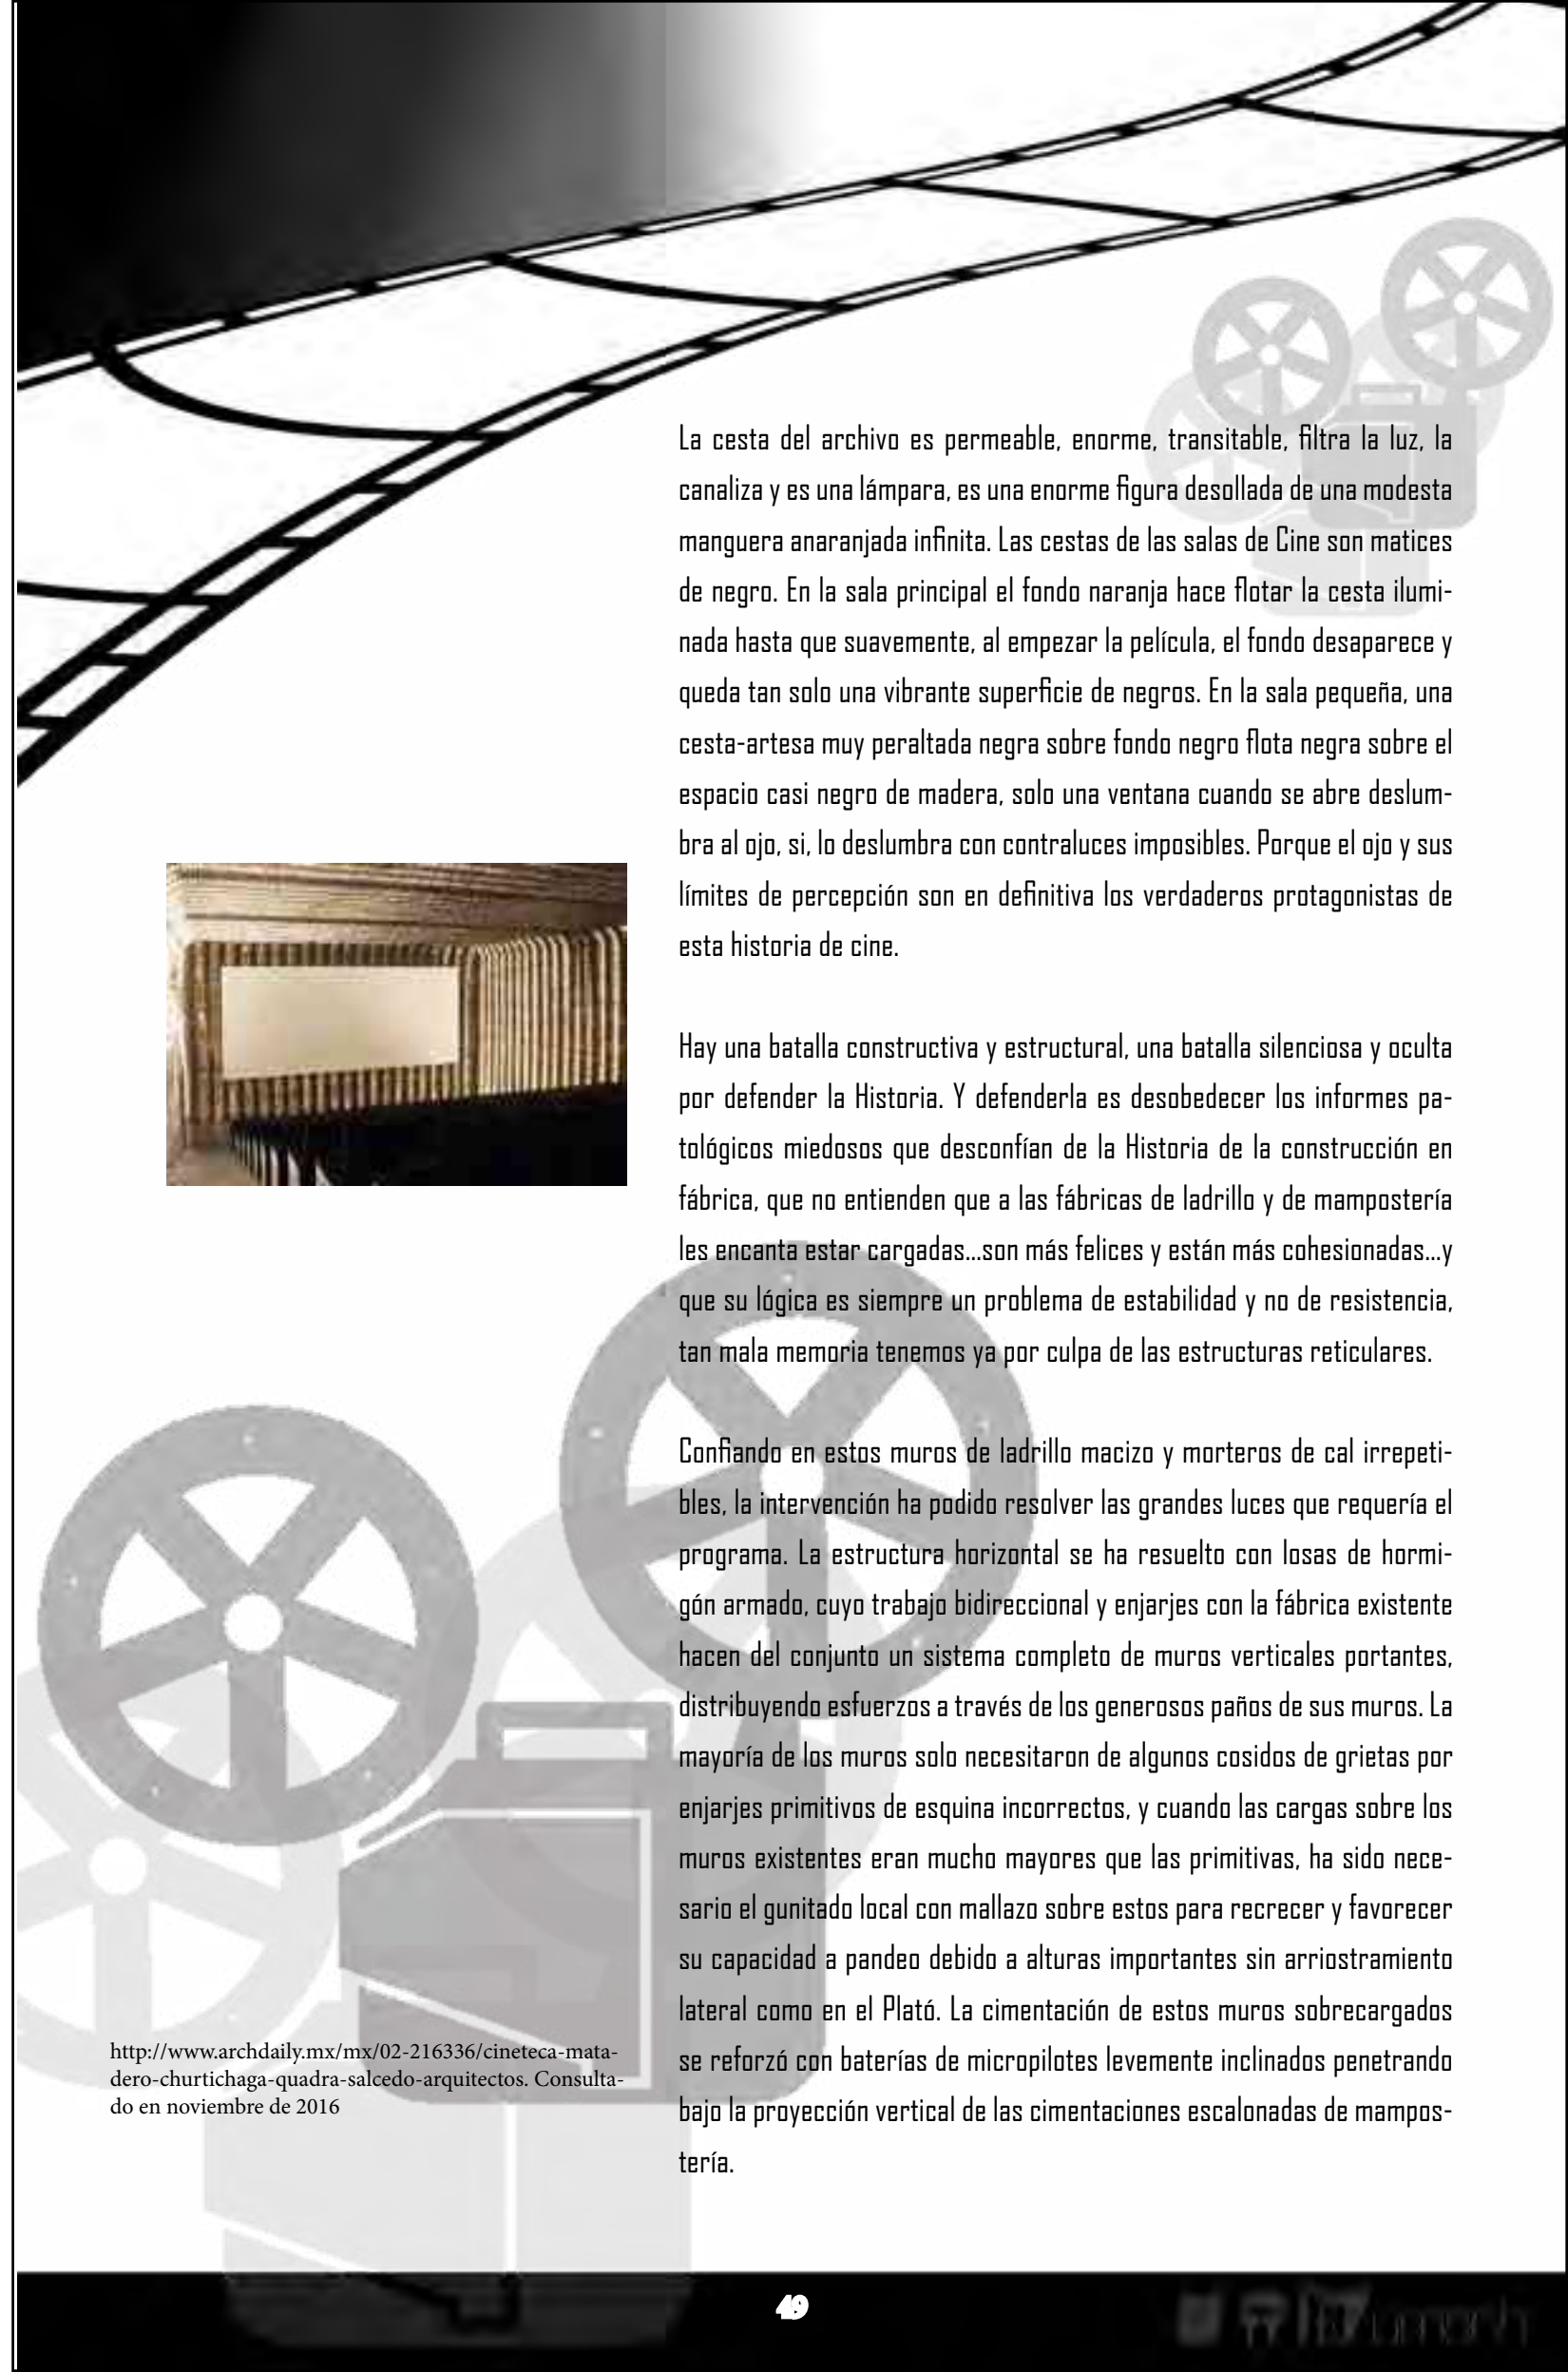 La cesta del archivo es permeable, enorme, transitable, filtra la luz, la
canaliza y es una lámpara, es una enorme figura desollada de una modesta
manguera anaranjada infinita. Las cestas de las salas de Cine son matices
de negro. En la sala principal el fondo naranja hace flotar la cesta ilumi-
nada hasta que suavemente, al empezar la película, el fondo desaparece y
queda tan solo una vibrante superficie de negros. En la sala pequeña, una
cesta-artesa muy peraltada negra sobre fondo negro flota negra sobre el
espacio casi negro de madera, solo una ventana cuando se abre deslum-
bra al ojo, si, lo deslumbra con contraluces imposibles. Porque el ojo y sus
límites de percepción son en definitiva los verdaderos protagonistas de
esta historia de cine.
Hay una batalla constructiva y estructural, una batalla silenciosa y oculta
por defender la Historia. Y defenderla es desobedecer los informes pa-
tológicos miedosos que desconfían de la Historia de la construcción en
fábrica, que no entienden que a las fábricas de ladrillo y de mampostería
les encanta estar cargadas...son más felices y están más cohesionadas...y
que su lógica es siempre un problema de estabilidad y no de resistencia,
tan mala memoria tenemos ya por culpa de las estructuras reticulares.
Confiando en estos muros de ladrillo macizo y morteros de cal irrepeti-
bles, la intervención ha podido resolver las grandes luces que requería el
programa. La estructura horizontal se ha resuelto con losas de hormi-
gón armado, cuyo trabajo bidireccional y enjarjes con la fábrica existente
hacen del conjunto un sistema completo de muros verticales portantes,
distribuyendo esfuerzos a través de los generosos paños de sus muros. La
mayoría de los muros solo necesitaron de algunos cosidos de grietas por
enjarjes primitivos de esquina incorrectos, y cuando las cargas sobre los
muros existentes eran mucho mayores que las primitivas, ha sido nece-
sario el gunitado local con mallazo sobre estos para recrecer y favorecer
su capacidad a pandeo debido a alturas importantes sin arriostramiento
lateral como en el Plató. La cimentación de estos muros sobrecargados
se reforzó con baterías de micropilotes levemente inclinados penetrando
bajo la proyección vertical de las cimentaciones escalonadas de mampos-
tería.
http://www.archdaily.mx/mx/02-216336/cineteca-mata-
dero-churtichaga-quadra-salcedo-arquitectos. Consulta-
do en noviembre de 2016
49